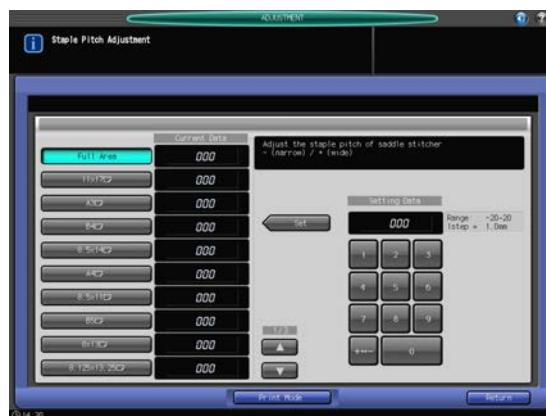 ADJUSTMENT
Staple Pitch Adjustment
Current Data
Full Area 000
11x17 000
A3 000
B4 000
8.5x14 000
A4 000
8.5x11 000
B5 000
8x13 000
8.125x13.25 000
Adjust the staple pitch of saddle stitcher
- (narrow) / + (wide)
Setting Data
Set
000
Range: -20-20
1step = 1.0mm
1 2 3
4 5 6
7 8 9
0
1/3
Print Mode
Return